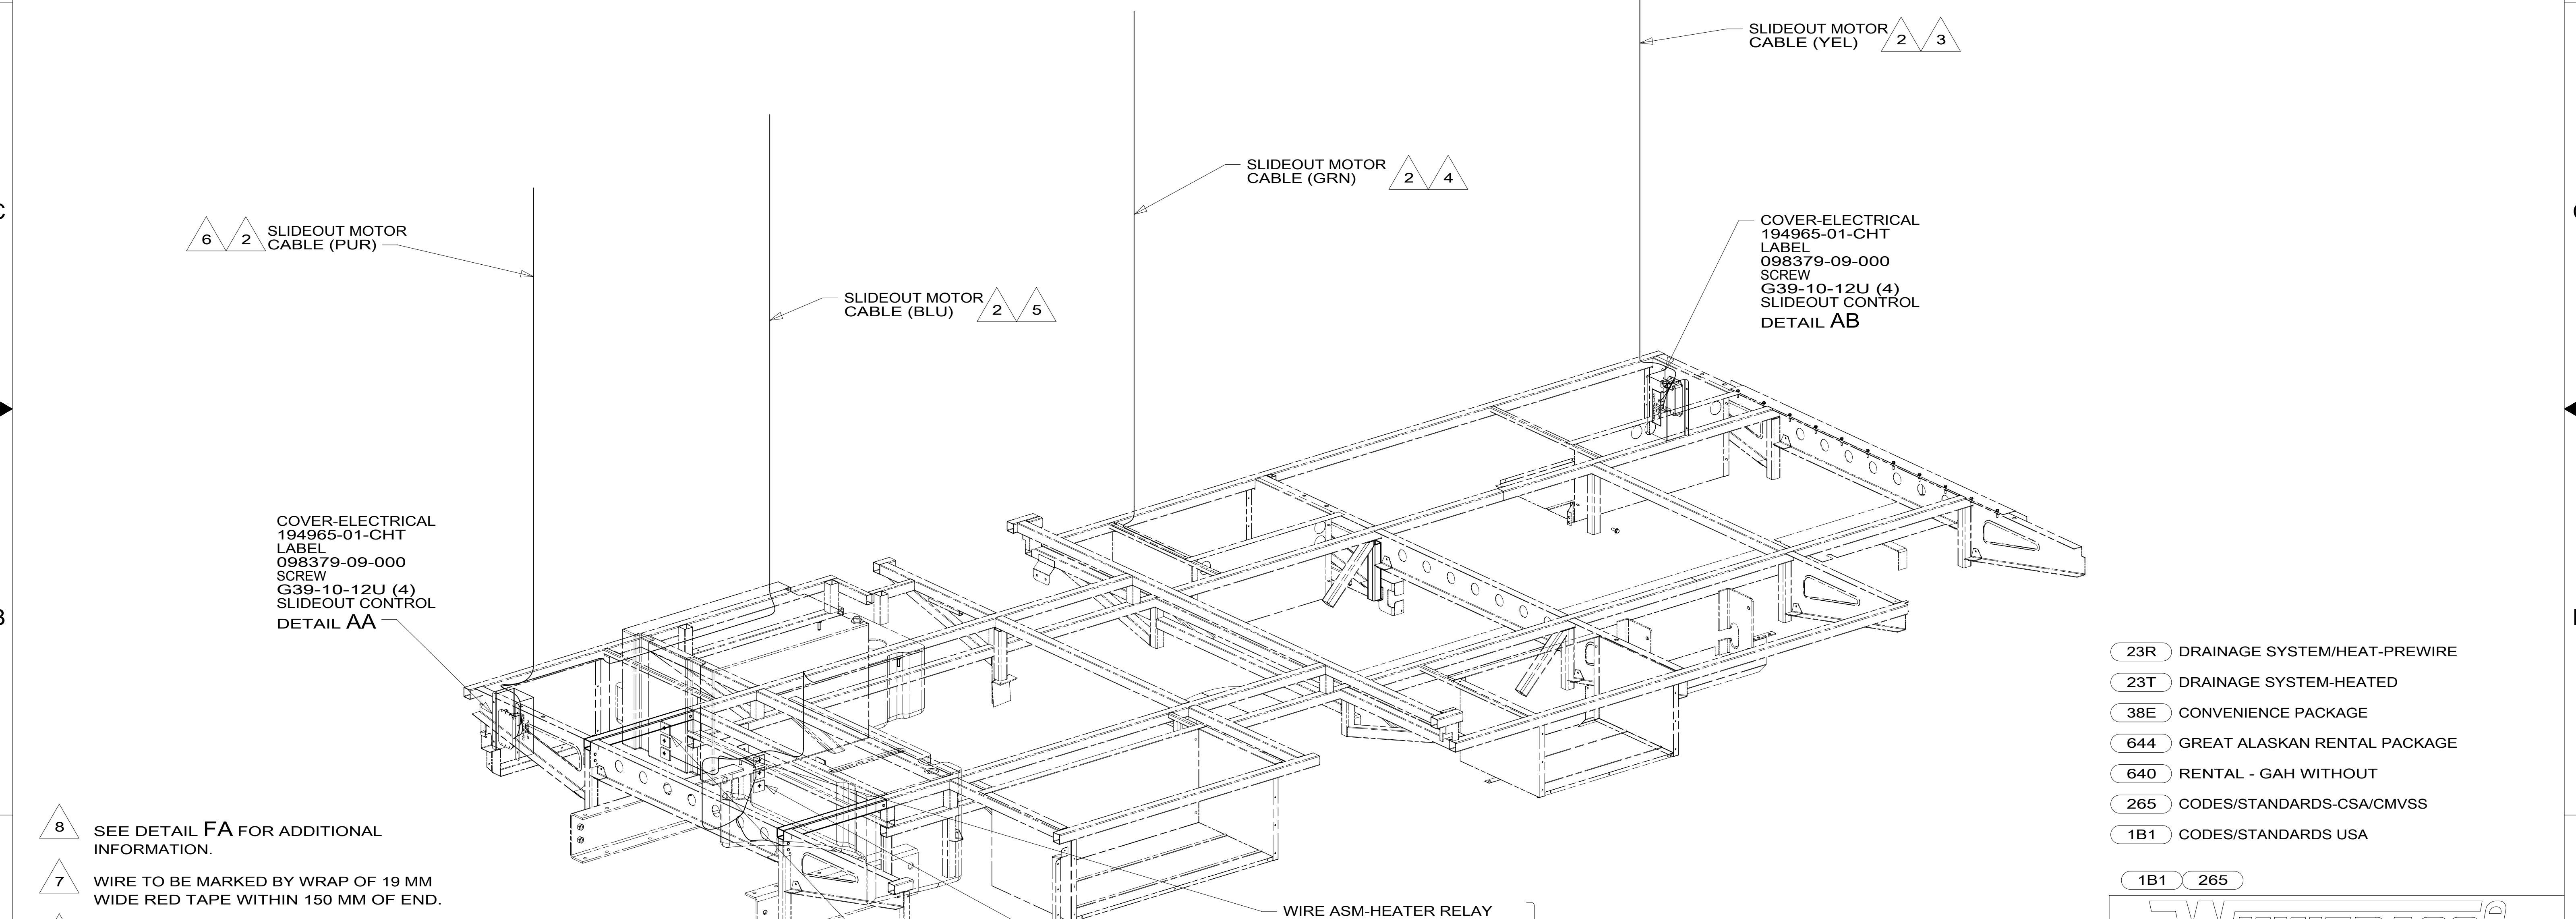 SLIDEOUT MOTOR
CABLE (YEL)
2 3
SLIDEOUT MOTOR
CABLE (GRN)
2 4
C
6 2
SLIDEOUT MOTOR
CABLE (PUR)
COVER-ELECTRICAL
194965-01-CHT
LABEL
098379-09-000
SCREW
G39-10-12U (4)
SLIDEOUT CONTROL
DETAIL AB
SLIDEOUT MOTOR
CABLE (BLU)
2 5
COVER-ELECTRICAL
194965-01-CHT
LABEL
098379-09-000
SCREW
G39-10-12U (4)
SLIDEOUT CONTROL
DETAIL AA
23R DRAINAGE SYSTEM/HEAT-PREWIRE
23T DRAINAGE SYSTEM-HEATED
38E CONVENIENCE PACKAGE
644 GREAT ALASKAN RENTAL PACKAGE
640 RENTAL - GAH WITHOUT
265 CODES/STANDARDS-CSA/CMVSS
1B1 CODES/STANDARDS USA
1B1 265
8 SEE DETAIL FA FOR ADDITIONAL
INFORMATION.
7 WIRE TO BE MARKED BY WRAP OF 19 MM
WIDE RED TAPE WITHIN 150 MM OF END.
WIRE ASM-HEATER RELAY